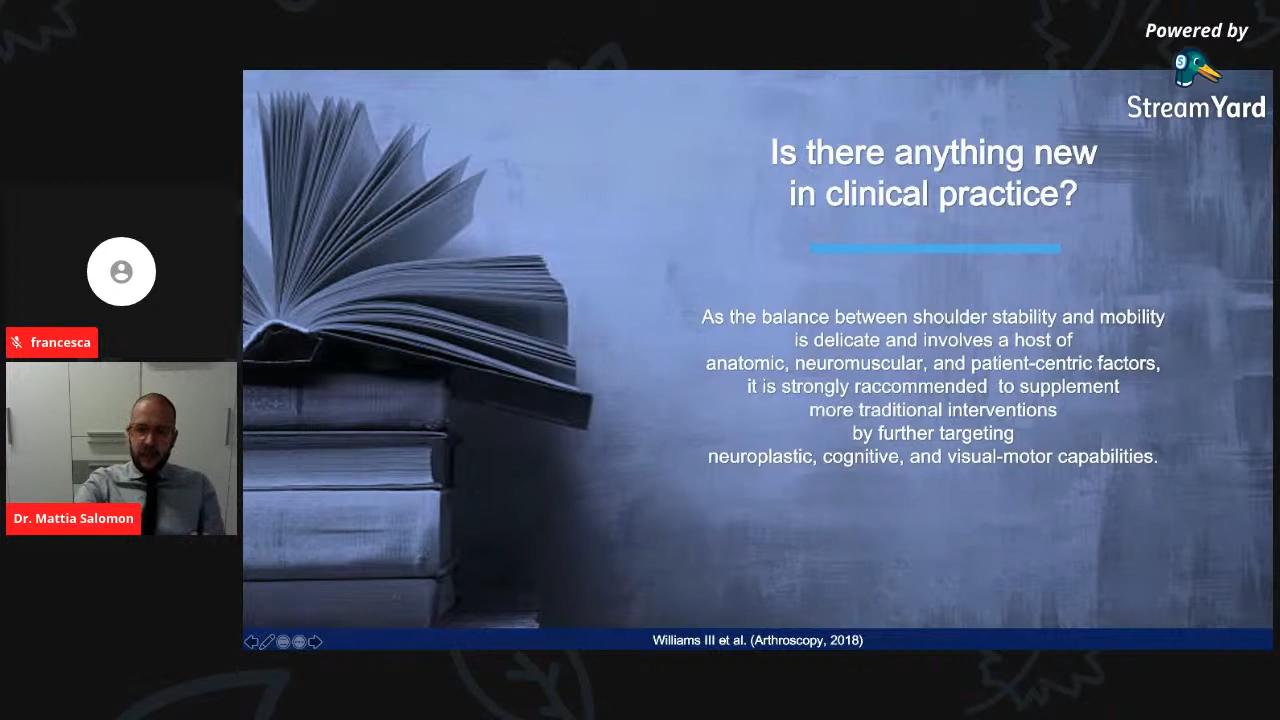 Powered by
StreamYard
Is there anything new
in clinical practice?
As the balance between shoulder stability and mobility
is delicate and involves a host of
anatomic, neuromuscular, and patient-centric factors,
it is strongly raccommended to supplement
more traditional interventions
by further targeting
neuroplastic, cognitive, and visual-motor capabilities.
francesca
Dr. Mattia Salomon
Williams III et al. (Arthroscopy, 2018)